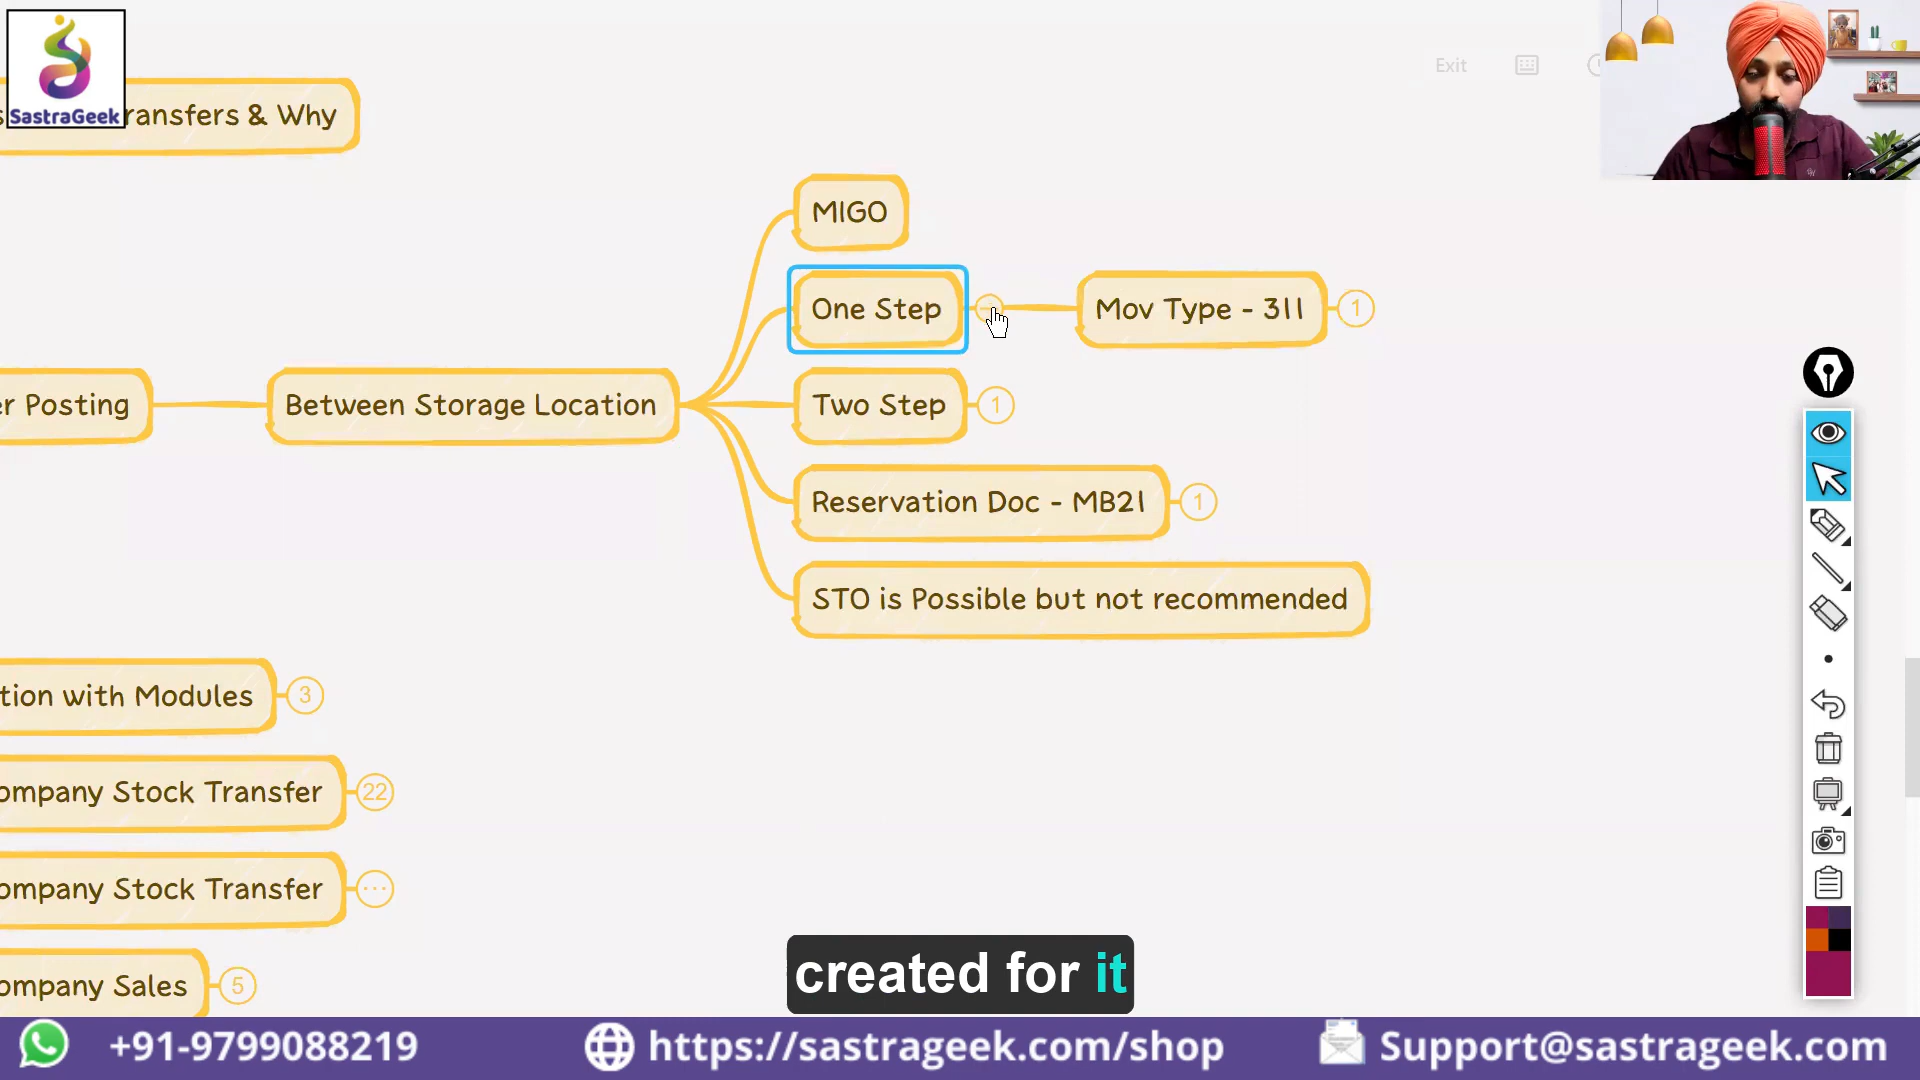 SastraGeek
ransfers & Why
Exit
MIGO
One Step
Mov Type - 311
1
er Posting
Between Storage Location
Two Step
1
Reservation Doc - MB21
1
STO is Possible but not recommended
tion with Modules
3
ompany Stock Transfer
22
ompany Stock Transfer
...
ompany Sales
5
created for it
+91-9799088219
https://sastrageek.com/shop
Support@sastrageek.com